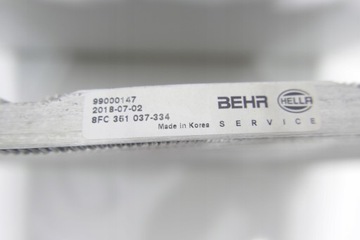 99000147
2018-07-02
8FC 351 037-334
Made in Korea
BEHR HELLA
SERVICE